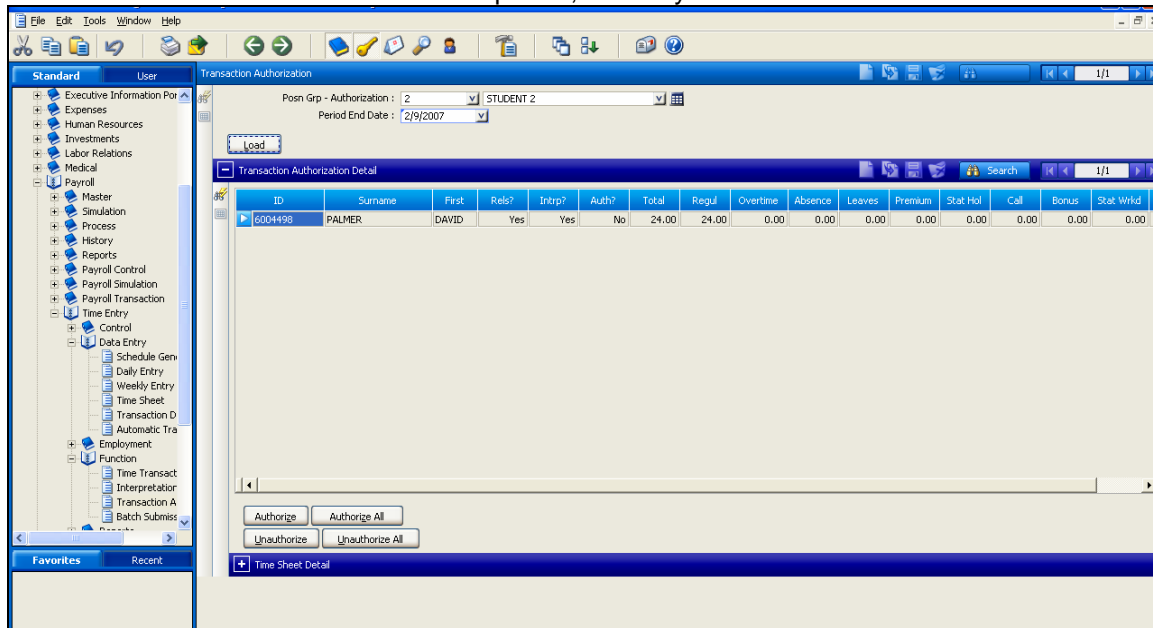 File Edit Tools Window Help
Standard User
Executive Information Por
Expenses
Human Resources
Investments
Labor Relations
Medical
Payroll
Master
Simulation
Process
History
Reports
Payroll Control
Payroll Simulation
Payroll Transaction
Time Entry
Control
Data Entry
Schedule Gen
Daily Entry
Weekly Entry
Time Sheet
Transaction D
Automatic Tra
Employment
Function
Time Transact
Interpretation
Transaction A
Batch Submiss
Favorites Recent
Transaction Authorization 1/1
Posn Grp - Authorization : 2 STUDENT 2
Period End Date : 2/9/2007
Load
Transaction Authorization Detail Search 1/1
ID Surname First Rels? Intrp? Auth? Total Regul Overtime Absence Leaves Premium Stat Hol Call Bonus Stat Wrkd
6004498 PALMER DAVID Yes Yes No 24.00 24.00 0.00 0.00 0.00 0.00 0.00 0.00 0.00 0.00
Authorize Authorize All
Unauthorize Unauthorize All
Time Sheet Detail